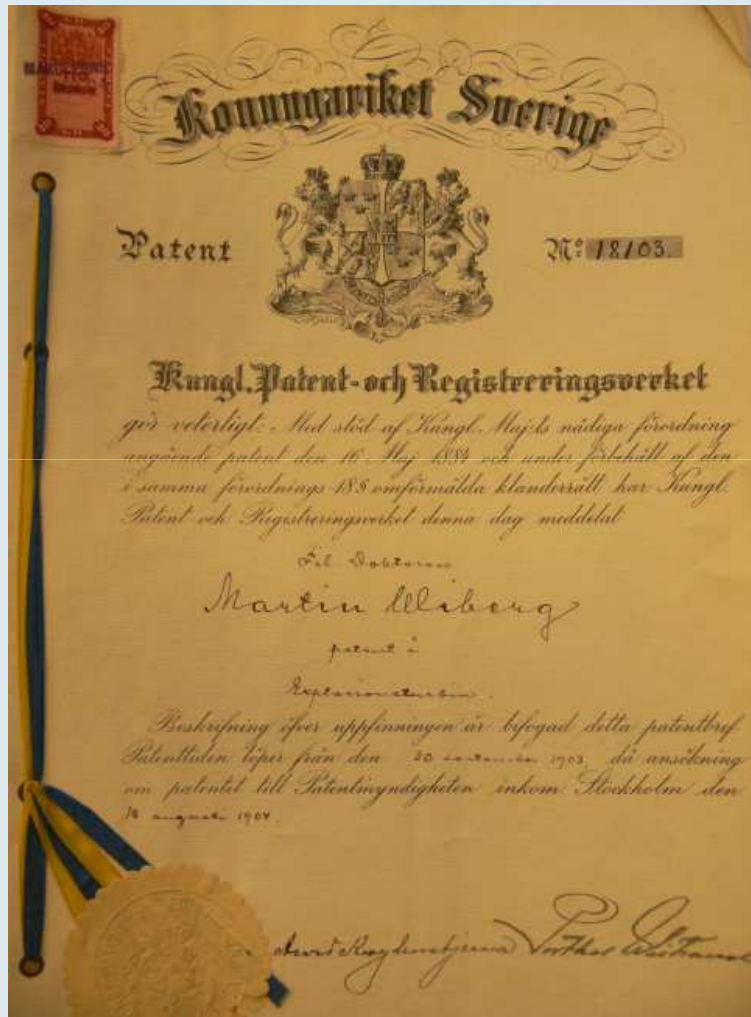 Konungariket Sverige
Patent
Nº 18103.
Kungl. Patent- och Registreringsverket
gör veterligt: Med stöd af Kungl. Maj:ts nådiga förordning
angående patent den 16 Maj 1884 och under förbehåll af den
i samma förordnings 18 § omförmälda klanderrätt har Kungl.
Patent och Registreringsverket denna dag meddelat
Fil. Doktoren
Martin Wiberg
patent å
Explosionsturbin.
Beskrifning öfver uppfinningen är bifogad detta patentbref
Patenttiden löper från den 30 september 1903, då ansökning
om patentet till Patentmyndigheten inkom. Stockholm den
augusti 1904